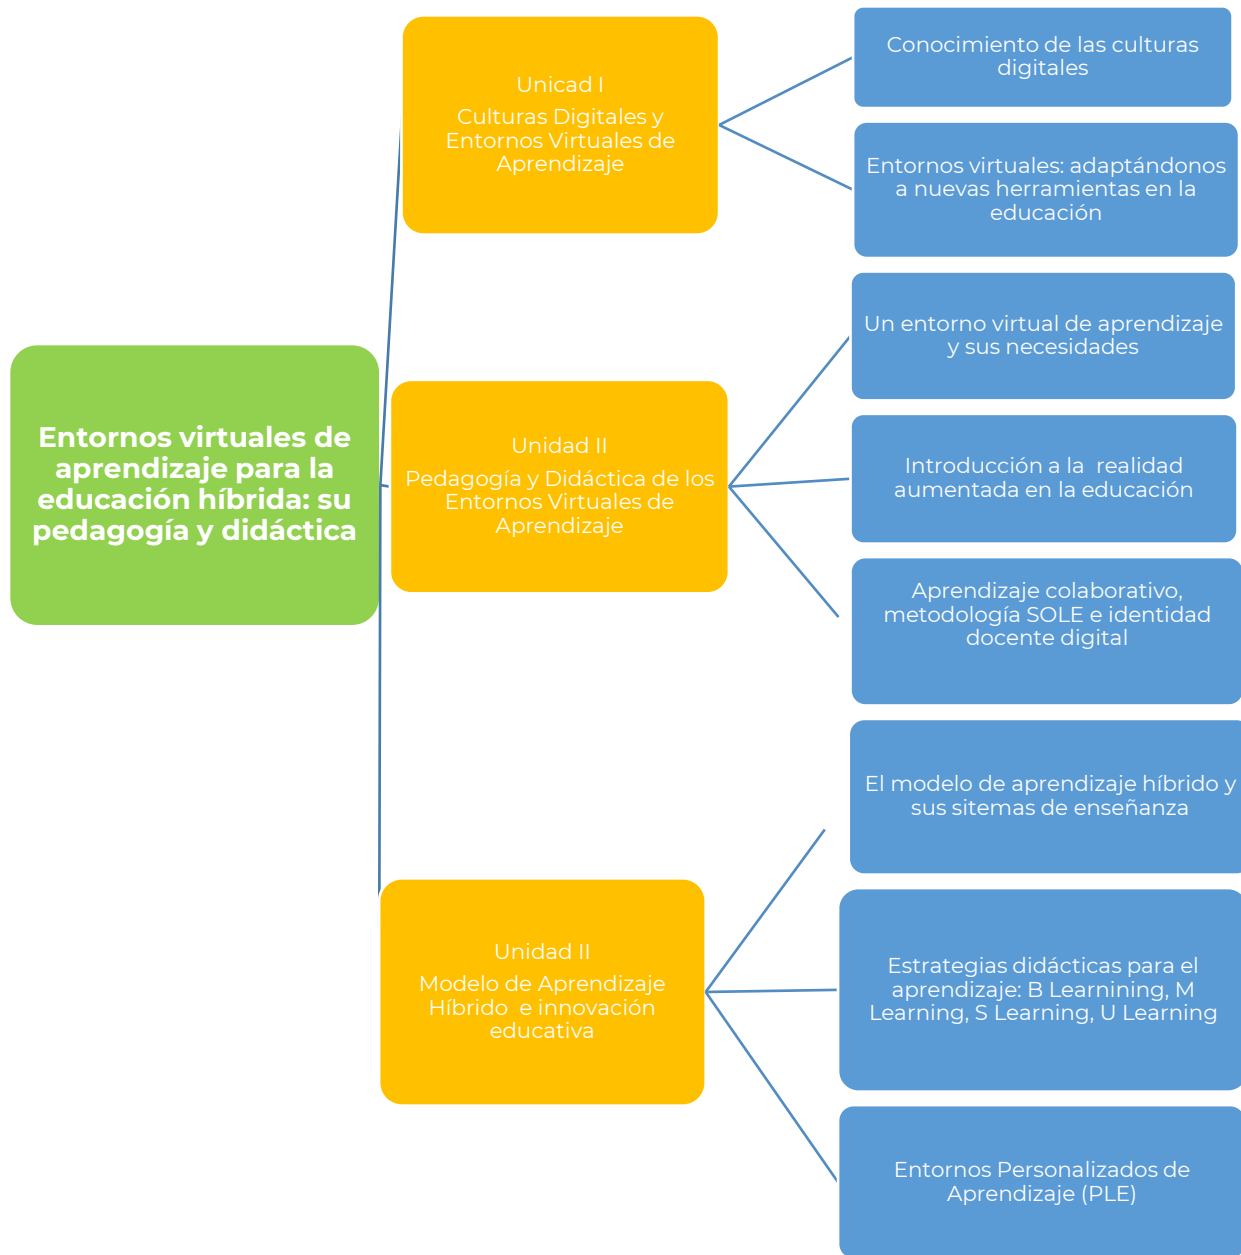 Unicad I
Culturas Digitales y
Entornos Virtuales de
Aprendizaje
Conocimiento de las culturas
digitales
Entornos virtuales: adaptándonos
a nuevas herramientas en la
educación
Entornos virtuales de
aprendizaje para la
educación híbrida: su
pedagogía y didáctica
Unidad II
Pedagogía y Didáctica de los
Entornos Virtuales de
Aprendizaje
Un entorno virtual de aprendizaje
y sus necesidades
Introducción a la realidad
aumentada en la educación
Aprendizaje colaborativo,
metodología SOLE e identidad
docente digital
Unidad II
Modelo de Aprendizaje
Híbrido e innovación
educativa
El modelo de aprendizaje híbrido y
sus sitemas de enseñanza
Estrategias didácticas para el
aprendizaje: B Learnining, M
Learning, S Learning, U Learning
Entornos Personalizados de
Aprendizaje (PLE)